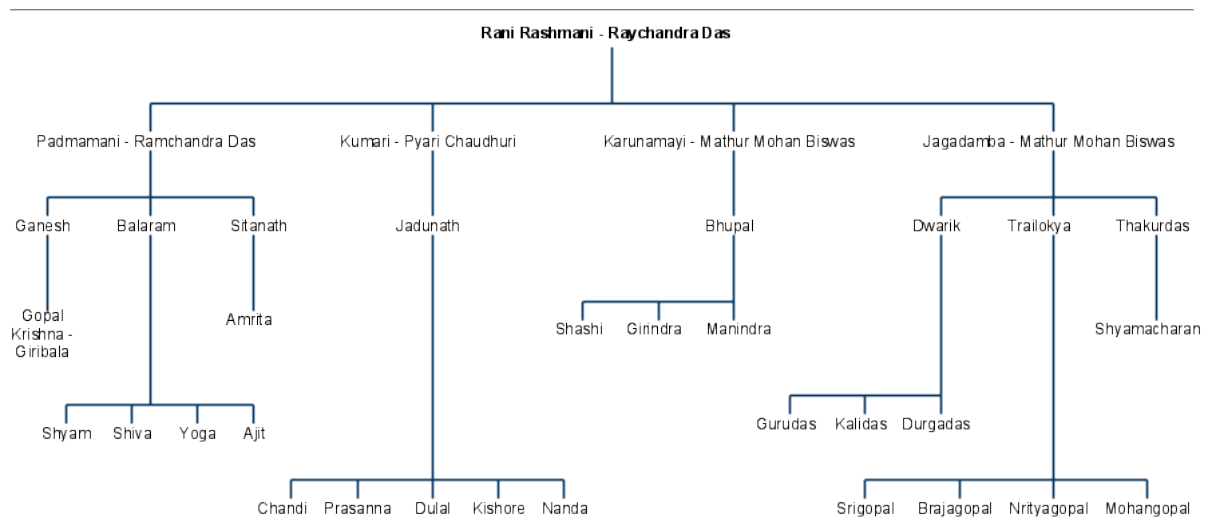 Rani Rashmani - Raychandra Das
Padmamani - Ramchandra Das
Kumari - Pyari Chaudhuri
Karunamayi - Mathur Mohan Biswas
Jagadamba - Mathur Mohan Biswas
Ganesh
Balaram
Sitanath
Jadunath
Bhupal
Dwarik
Trailokya
Thakurdas
Gopal
Krishna -
Giribala
Amrita
Shashi
Girindra
Manindra
Shyamacharan
Shyam
Shiva
Yoga
Ajit
Gurudas
Kalidas
Durgadas
Chandi
Prasanna
Dulal
Kishore
Nanda
Srigopal
Brajagopal
Nrityagopal
Mohangopal